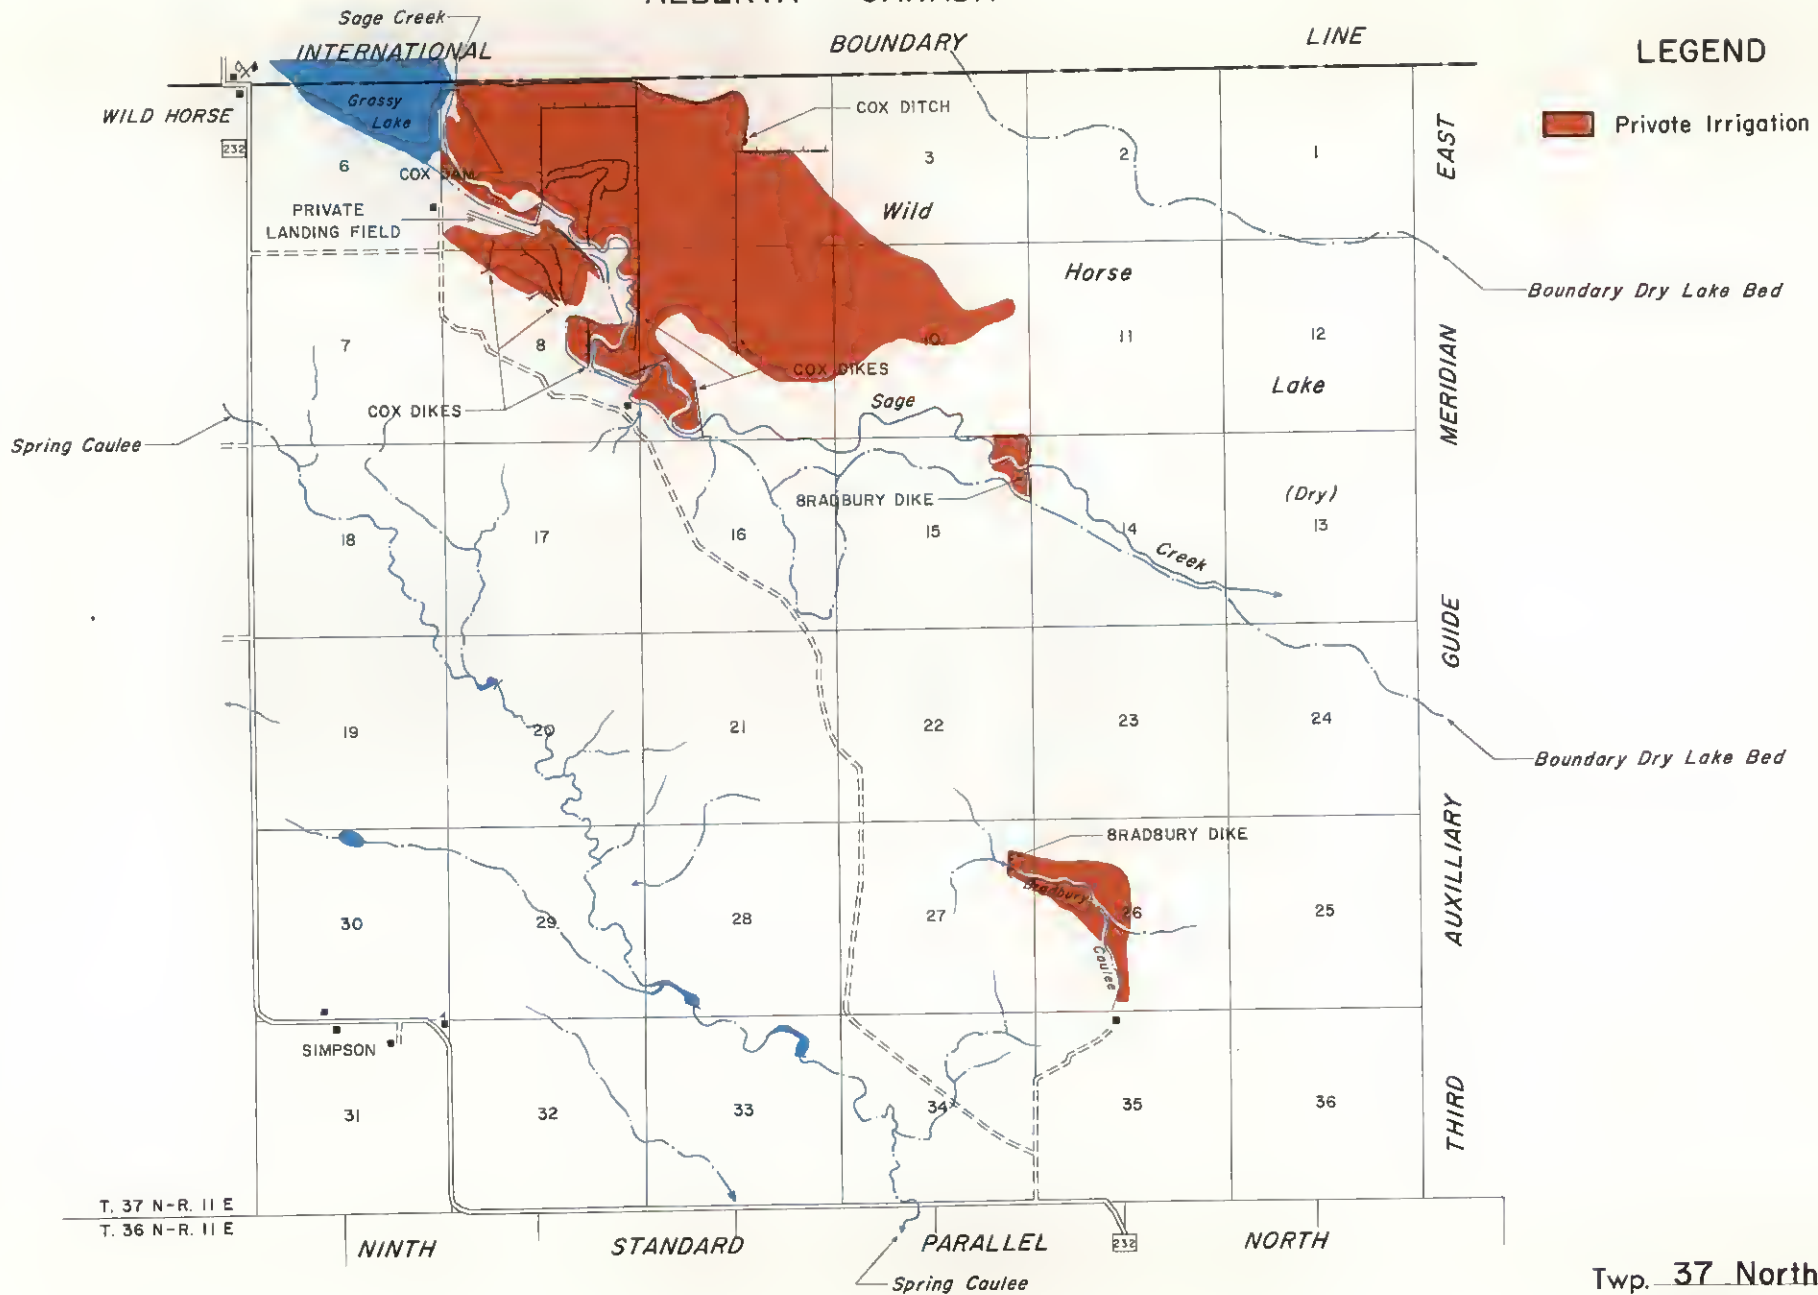 Sage Creek
INTERNATIONAL BOUNDARY LINE
LEGEND
Private Irrigation
WILD HORSE
232
Grassy
Lake
COX DITCH
6
COX DAM
3
2
1
EAST
PRIVATE
LANDING FIELD
Wild
Horse
Boundary Dry Lake Bed
7
8
10
11
12
MERIDIAN
COX DIKES
COX DIKES
Lake
Sage
Spring Coulee
8RADBURY DIKE
(Dry)
18
17
16
15
14
13
Creek
GUIDE
19
20
21
22
23
24
Boundary Dry Lake Bed
AUXILLIARY
8RAD8URY DIKE
Bradbury
Coulee
30
29
28
27
26
25
SIMPSON
31
32
33
34
35
36
THIRD
T. 37 N-R. 11 E
T. 36 N-R. 11 E
NINTH STANDARD PARALLEL NORTH
232
Spring Coulee
Twp. 37 North